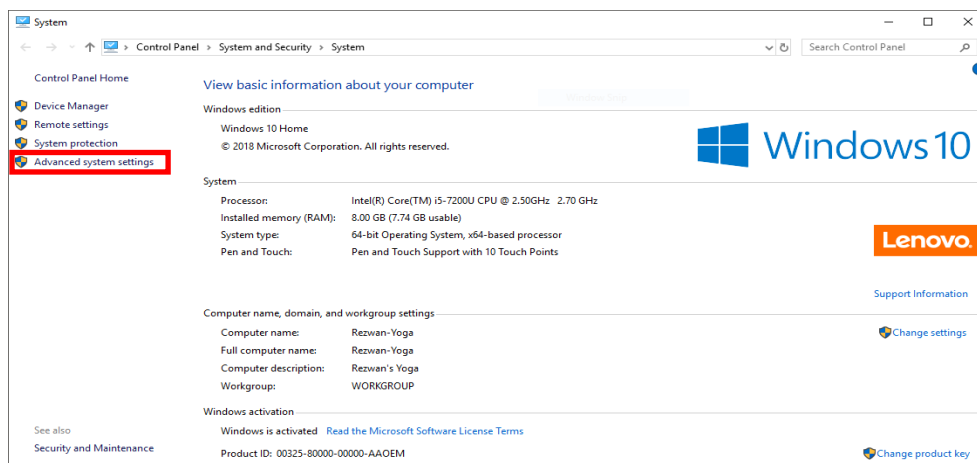 System
Control Panel > System and Security > System
Search Control Panel
Control Panel Home
Device Manager
Remote settings
System protection
Advanced system settings
See also
Security and Maintenance
View basic information about your computer
Windows edition
Windows 10 Home
© 2018 Microsoft Corporation. All rights reserved.
Windows 10
System
Processor: Intel(R) Core(TM) i5-7200U CPU @ 2.50GHz 2.70 GHz
Installed memory (RAM): 8.00 GB (7.74 GB usable)
System type: 64-bit Operating System, x64-based processor
Pen and Touch: Pen and Touch Support with 10 Touch Points
Lenovo.
Support Information
Computer name, domain, and workgroup settings
Computer name: Rezwan-Yoga
Full computer name: Rezwan-Yoga
Computer description: Rezwan's Yoga
Workgroup: WORKGROUP
Change settings
Windows activation
Windows is activated Read the Microsoft Software License Terms
Product ID: 00325-80000-00000-AAOEM
Change product key